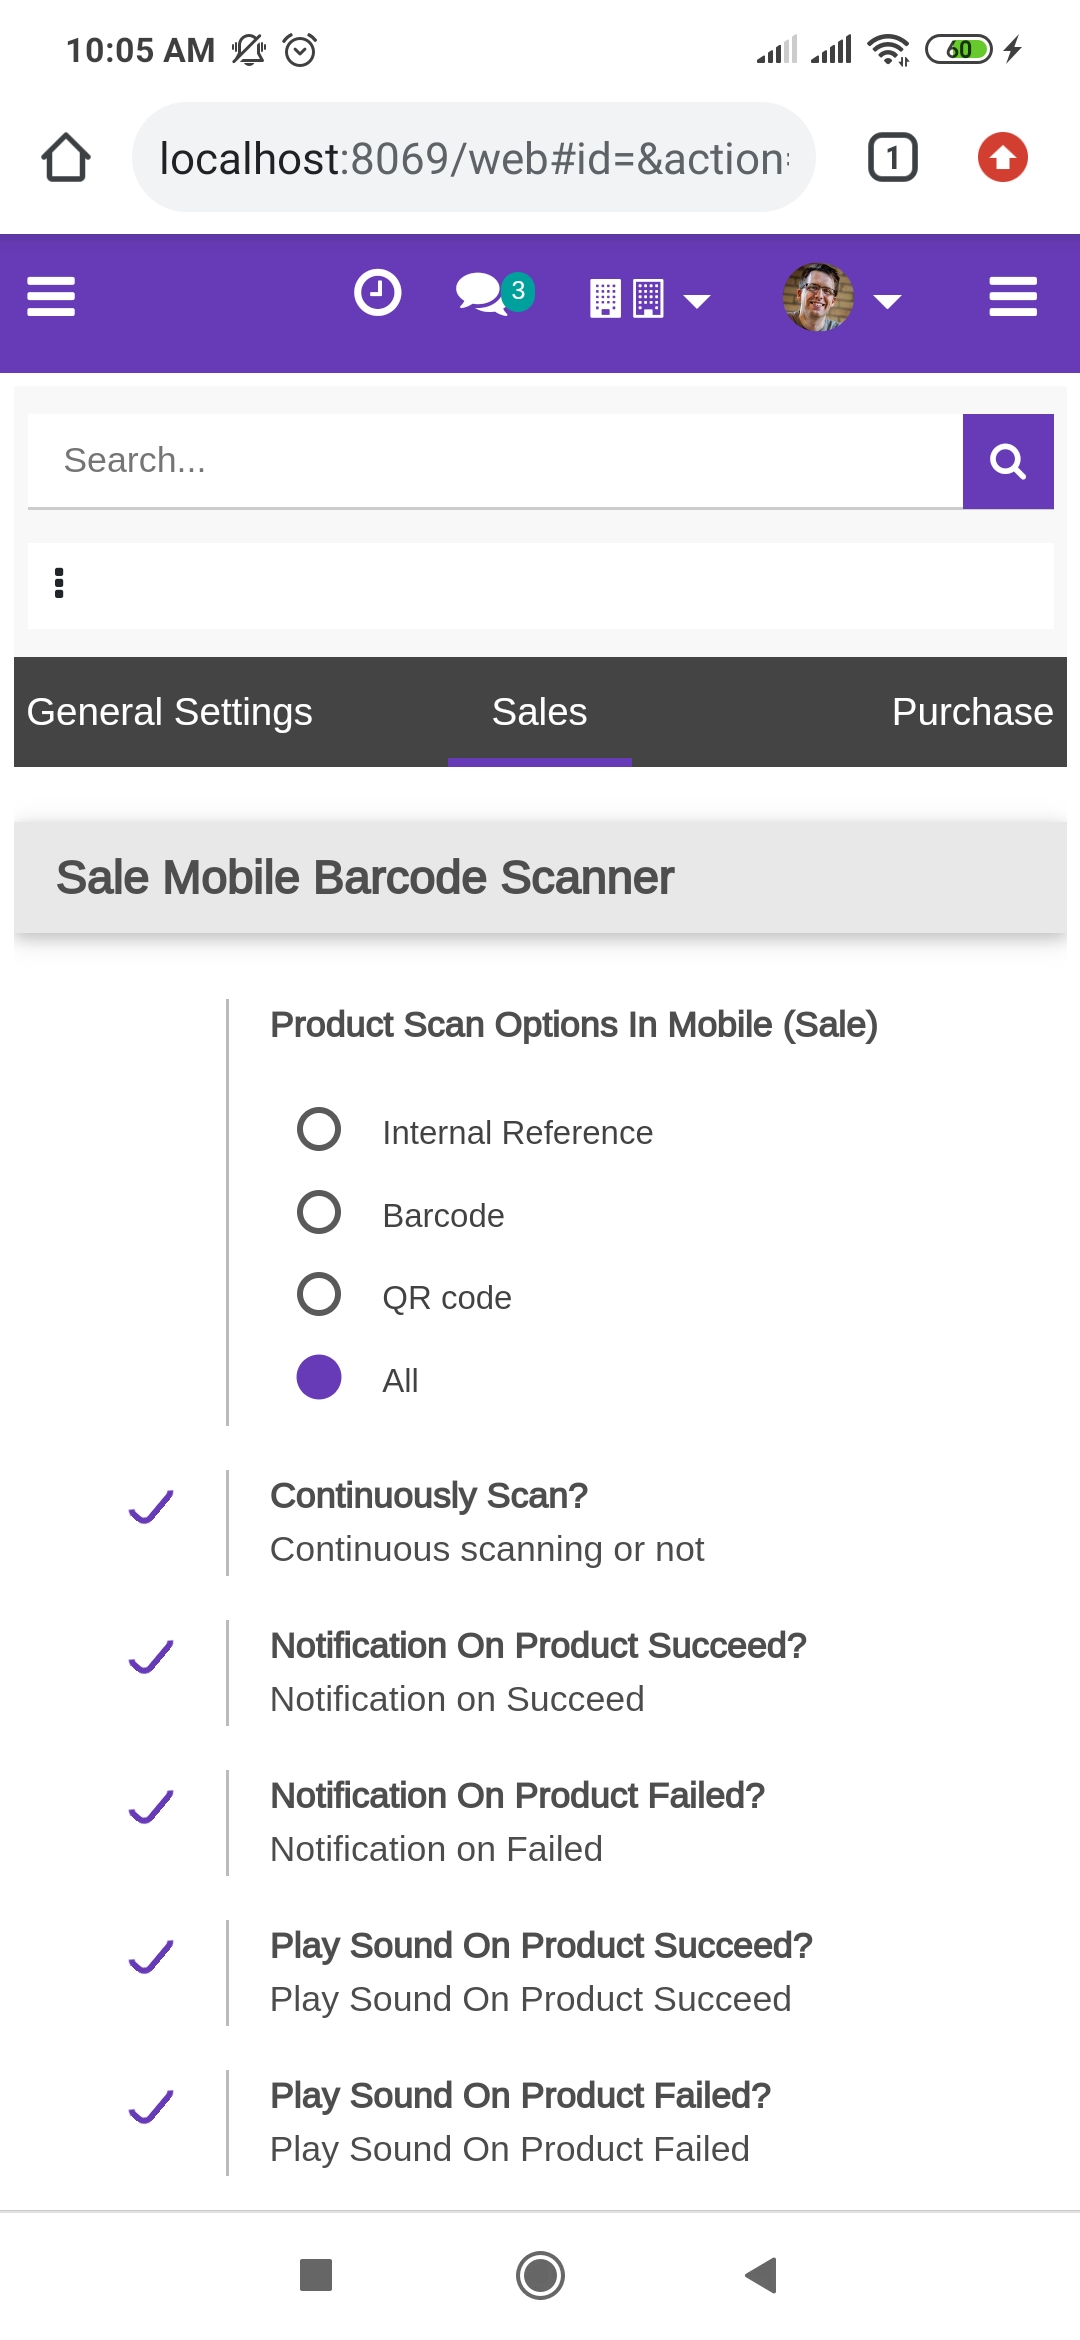 10:05 AM
60
localhost:8069/web#id=&action
1
3
Search...
General Settings
Sales
Purchase
Sale Mobile Barcode Scanner
Product Scan Options In Mobile (Sale)
Internal Reference
Barcode
QR code
All
Continuously Scan?
Continuous scanning or not
Notification On Product Succeed?
Notification on Succeed
Notification On Product Failed?
Notification on Failed
Play Sound On Product Succeed?
Play Sound On Product Succeed
Play Sound On Product Failed?
Play Sound On Product Failed